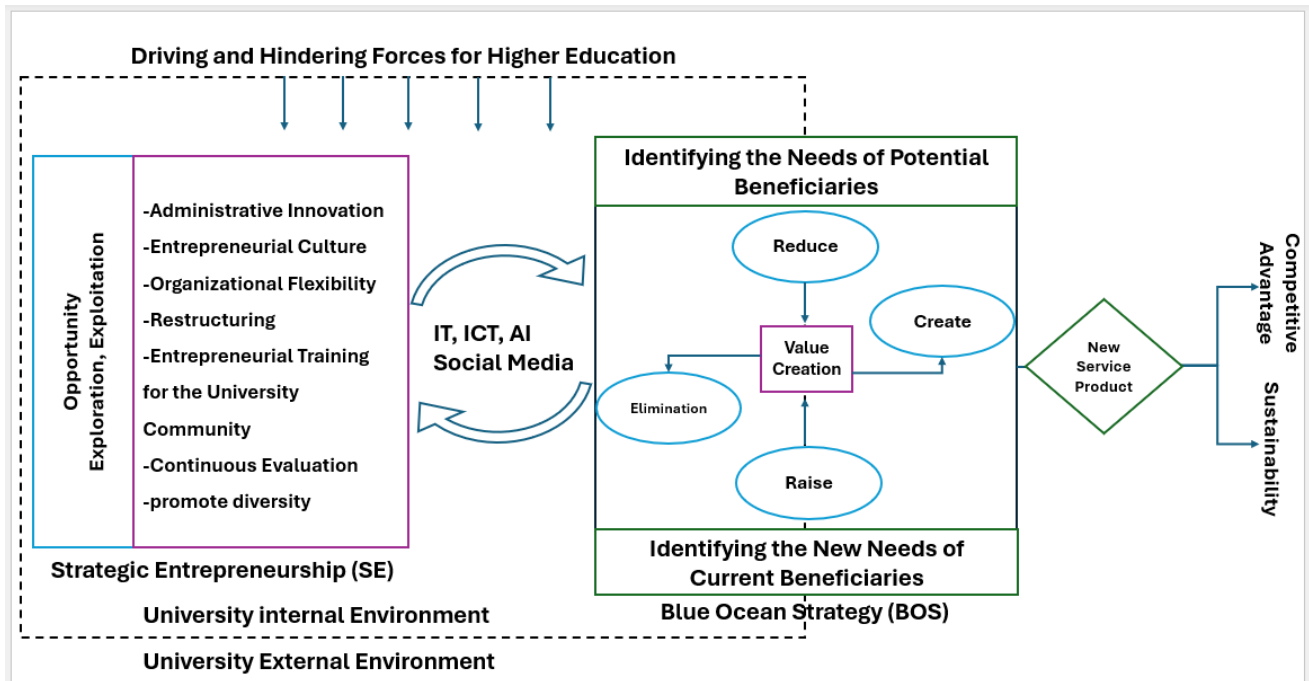 Driving and Hindering Forces for Higher Education
Opportunity
Exploration, Exploitation
-Administrative Innovation
-Entrepreneurial Culture
-Organizational Flexibility
-Restructuring
-Entrepreneurial Training
for the University
Community
-Continuous Evaluation
-promote diversity
Strategic Entrepreneurship (SE)
IT, ICT, AI
Social Media
Identifying the Needs of Potential
Beneficiaries
Reduce
Create
Value
Creation
Elimination
Raise
Identifying the New Needs of
Current Beneficiaries
Blue Ocean Strategy (BOS)
New
Service
Product
Competitive
Advantage
Sustainability
University internal Environment
University External Environment